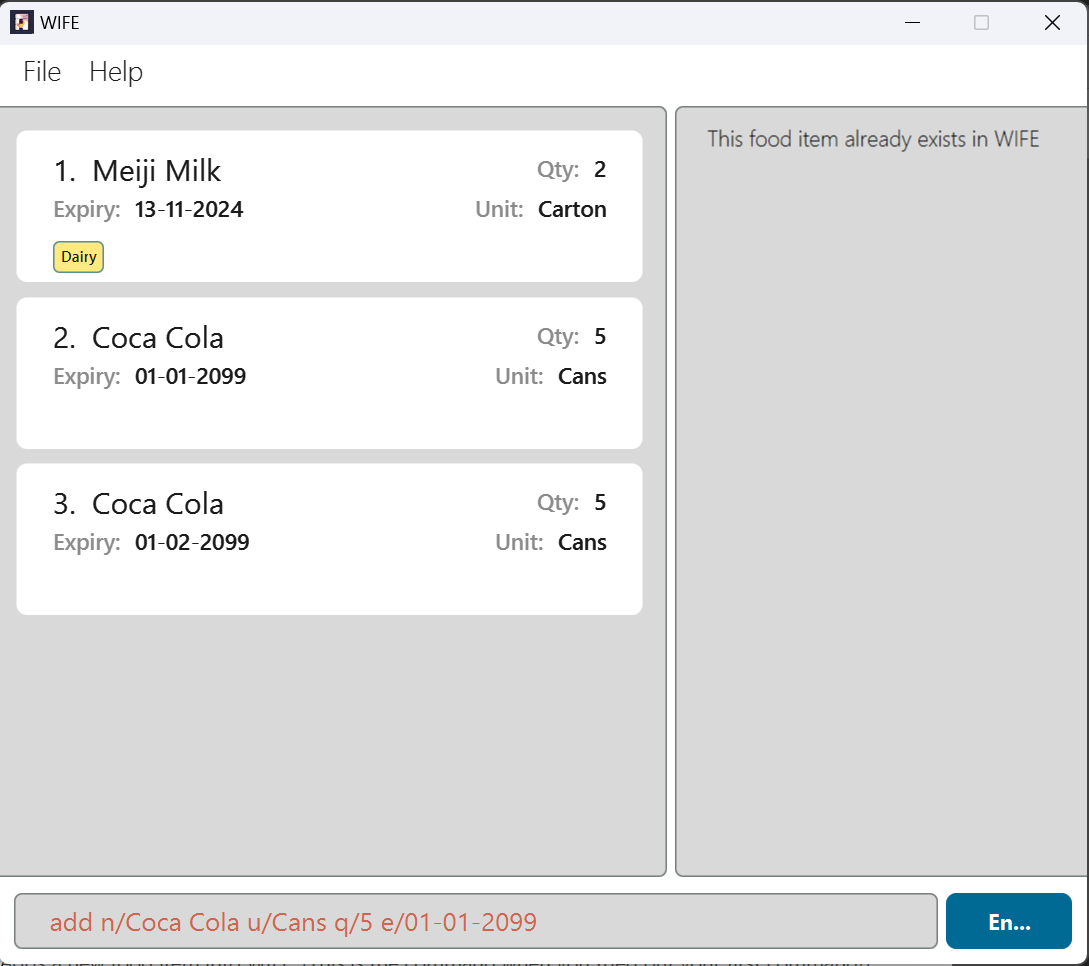 WIFE
File Help
1. Meiji Milk Qty: 2
Expiry: 13-11-2024 Unit: Carton
Dairy
2. Coca Cola Qty: 5
Expiry: 01-01-2099 Unit: Cans
3. Coca Cola Qty: 5
Expiry: 01-02-2099 Unit: Cans
This food item already exists in WIFE
add n/Coca Cola u/Cans q/5 e/01-01-2099
En...